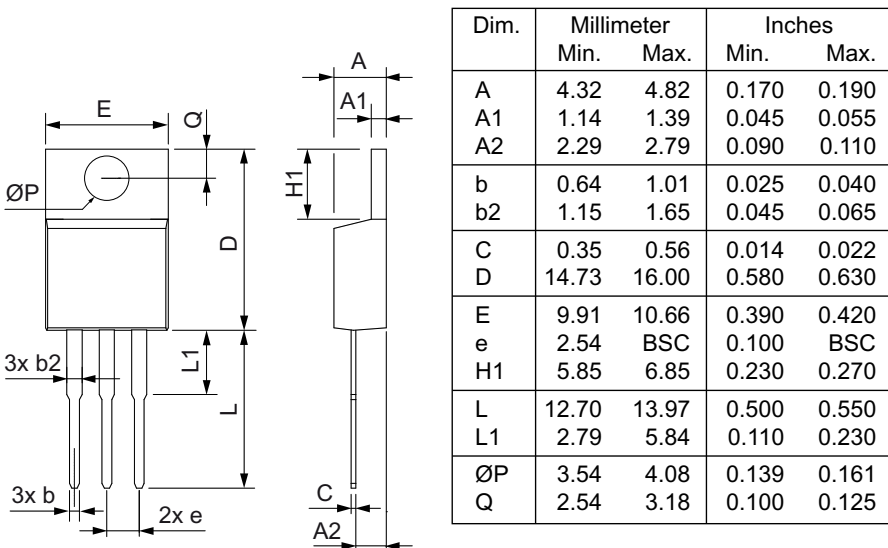 A
A1
E
Q
ØP
H1
D
L1
3x b2
L
3x b
2x e
C
A2
Dim. Millimeter Inches
Min. Max. Min. Max.
A 4.32 4.82 0.170 0.190
A1 1.14 1.39 0.045 0.055
A2 2.29 2.79 0.090 0.110
b 0.64 1.01 0.025 0.040
b2 1.15 1.65 0.045 0.065
C 0.35 0.56 0.014 0.022
D 14.73 16.00 0.580 0.630
E 9.91 10.66 0.390 0.420
e 2.54 BSC 0.100 BSC
H1 5.85 6.85 0.230 0.270
L 12.70 13.97 0.500 0.550
L1 2.79 5.84 0.110 0.230
ØP 3.54 4.08 0.139 0.161
Q 2.54 3.18 0.100 0.125